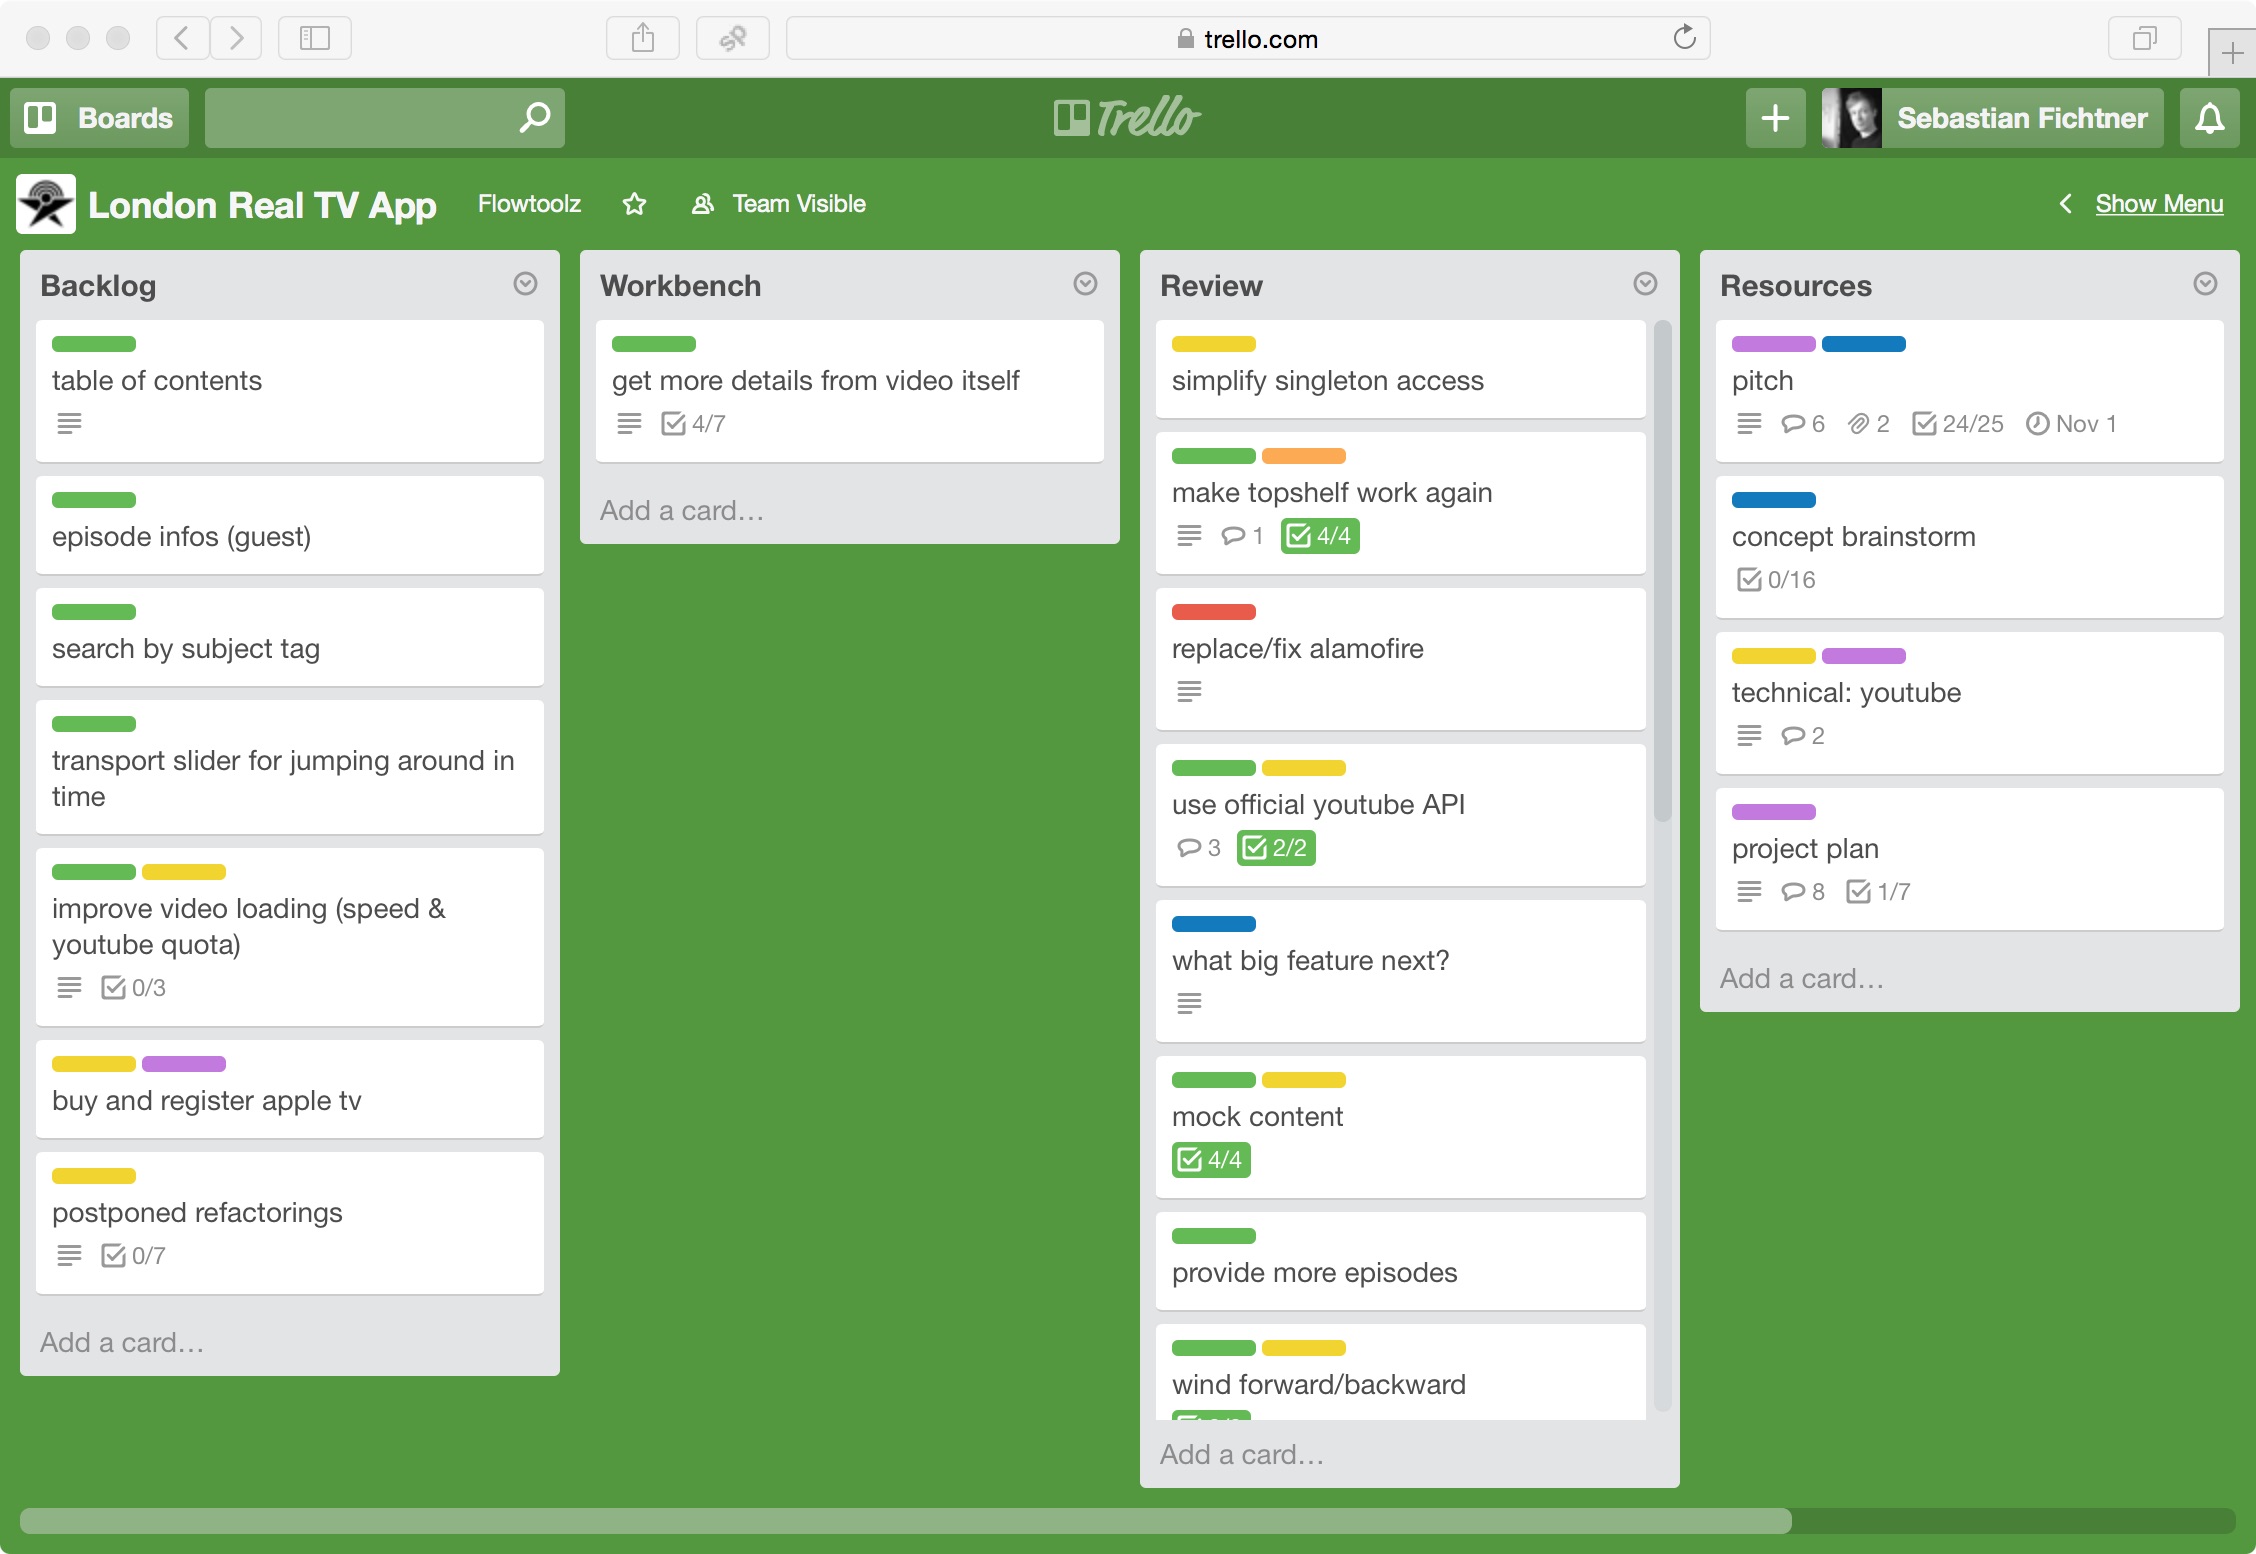 trello.com
Boards
Trello
Sebastian Fichtner
London Real TV App
Flowtoolz
Team Visible
Show Menu
Backlog
table of contents
episode infos (guest)
search by subject tag
transport slider for jumping around in
time
improve video loading (speed &
youtube quota)
0/3
buy and register apple tv
postponed refactorings
0/7
Add a card…
Workbench
get more details from video itself
4/7
Add a card…
Review
simplify singleton access
make topshelf work again
1 4/4
replace/fix alamofire
use official youtube API
3 2/2
what big feature next?
mock content
4/4
provide more episodes
wind forward/backward
Add a card…
Resources
pitch
6 2 24/25 Nov 1
concept brainstorm
0/16
technical: youtube
2
project plan
8 1/7
Add a card…